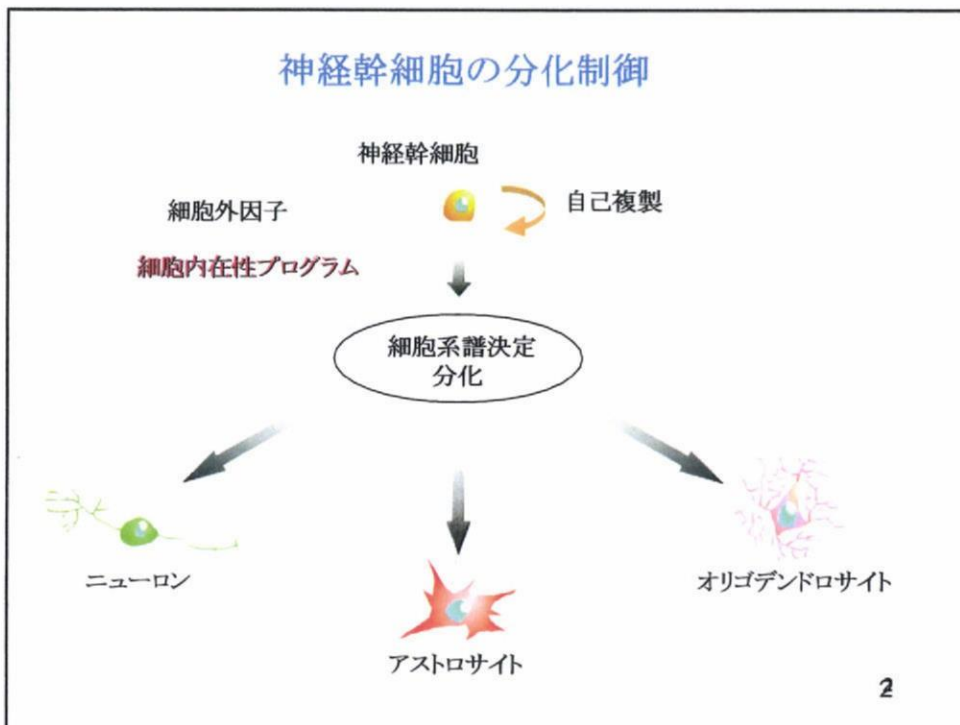 神経幹細胞の分化制御
神経幹細胞
細胞外因子
自己複製
細胞内在性プログラム
細胞系譜決定
分化
ニューロン
オリゴデンドロサイト
アストロサイト
2